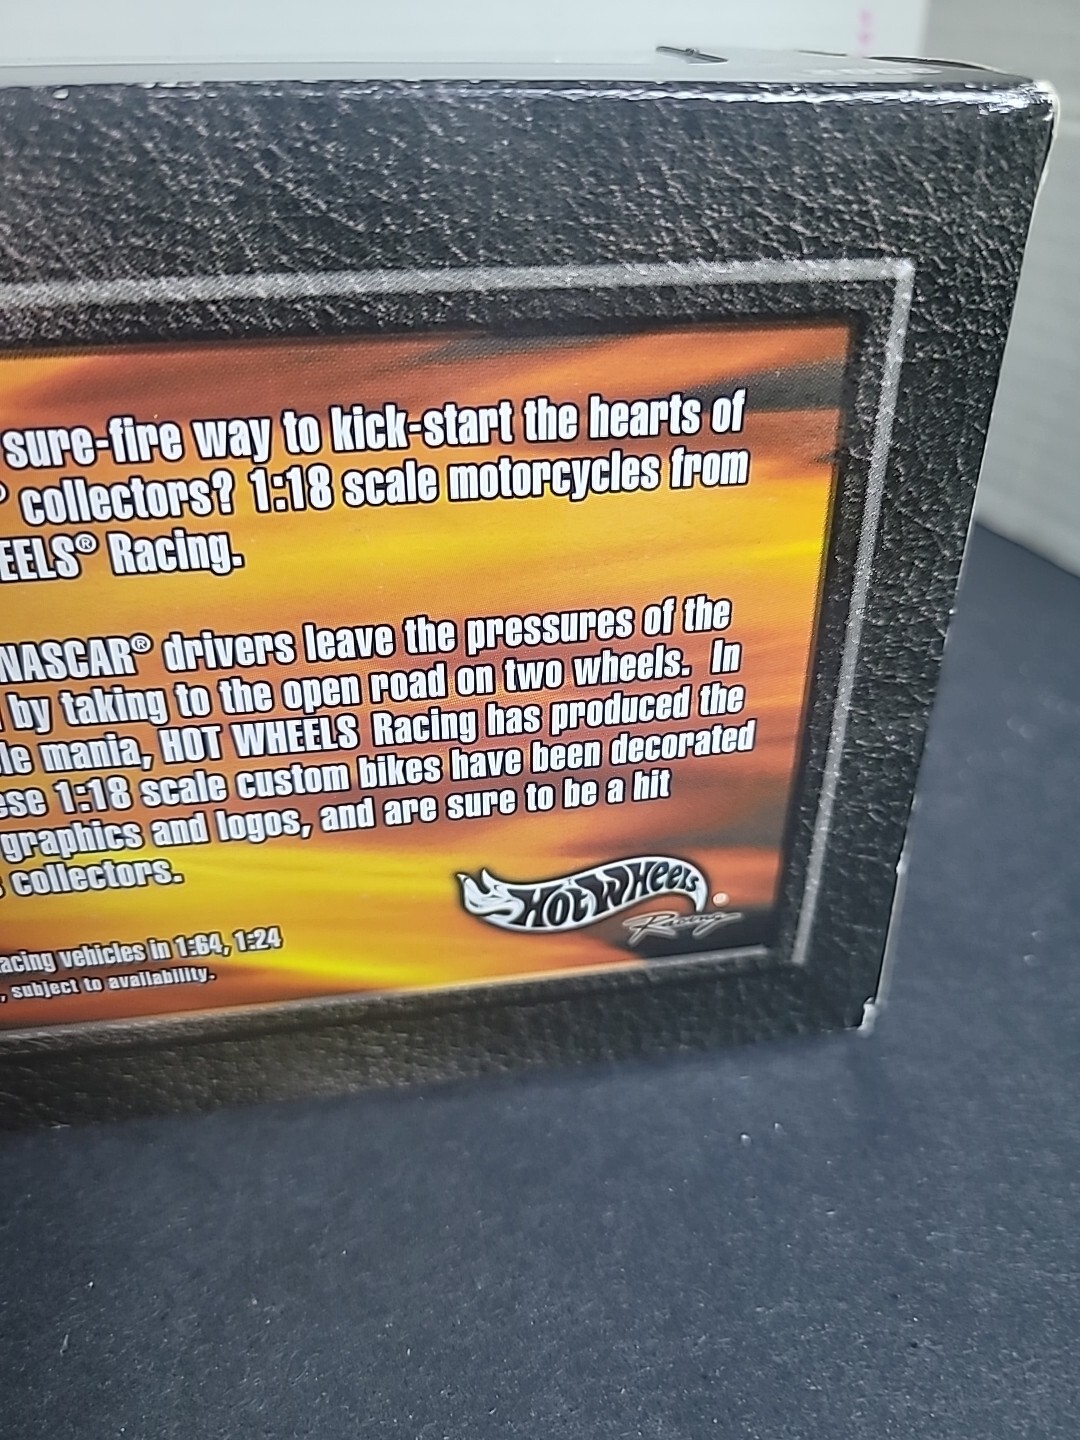 sure-fire way to kick-start the hearts of
® collectors? 1:18 scale motorcycles from
EELS® Racing.
NASCAR® drivers leave the pressures of the
by taking to the open road on two wheels. In
le mania, HOT WHEELS Racing has produced the
ese 1:18 scale custom bikes have been decorated
graphics and logos, and are sure to be a hit
collectors.
acing vehicles in 1:64, 1:24
, subject to availability.
HOT WHEELS
Racing